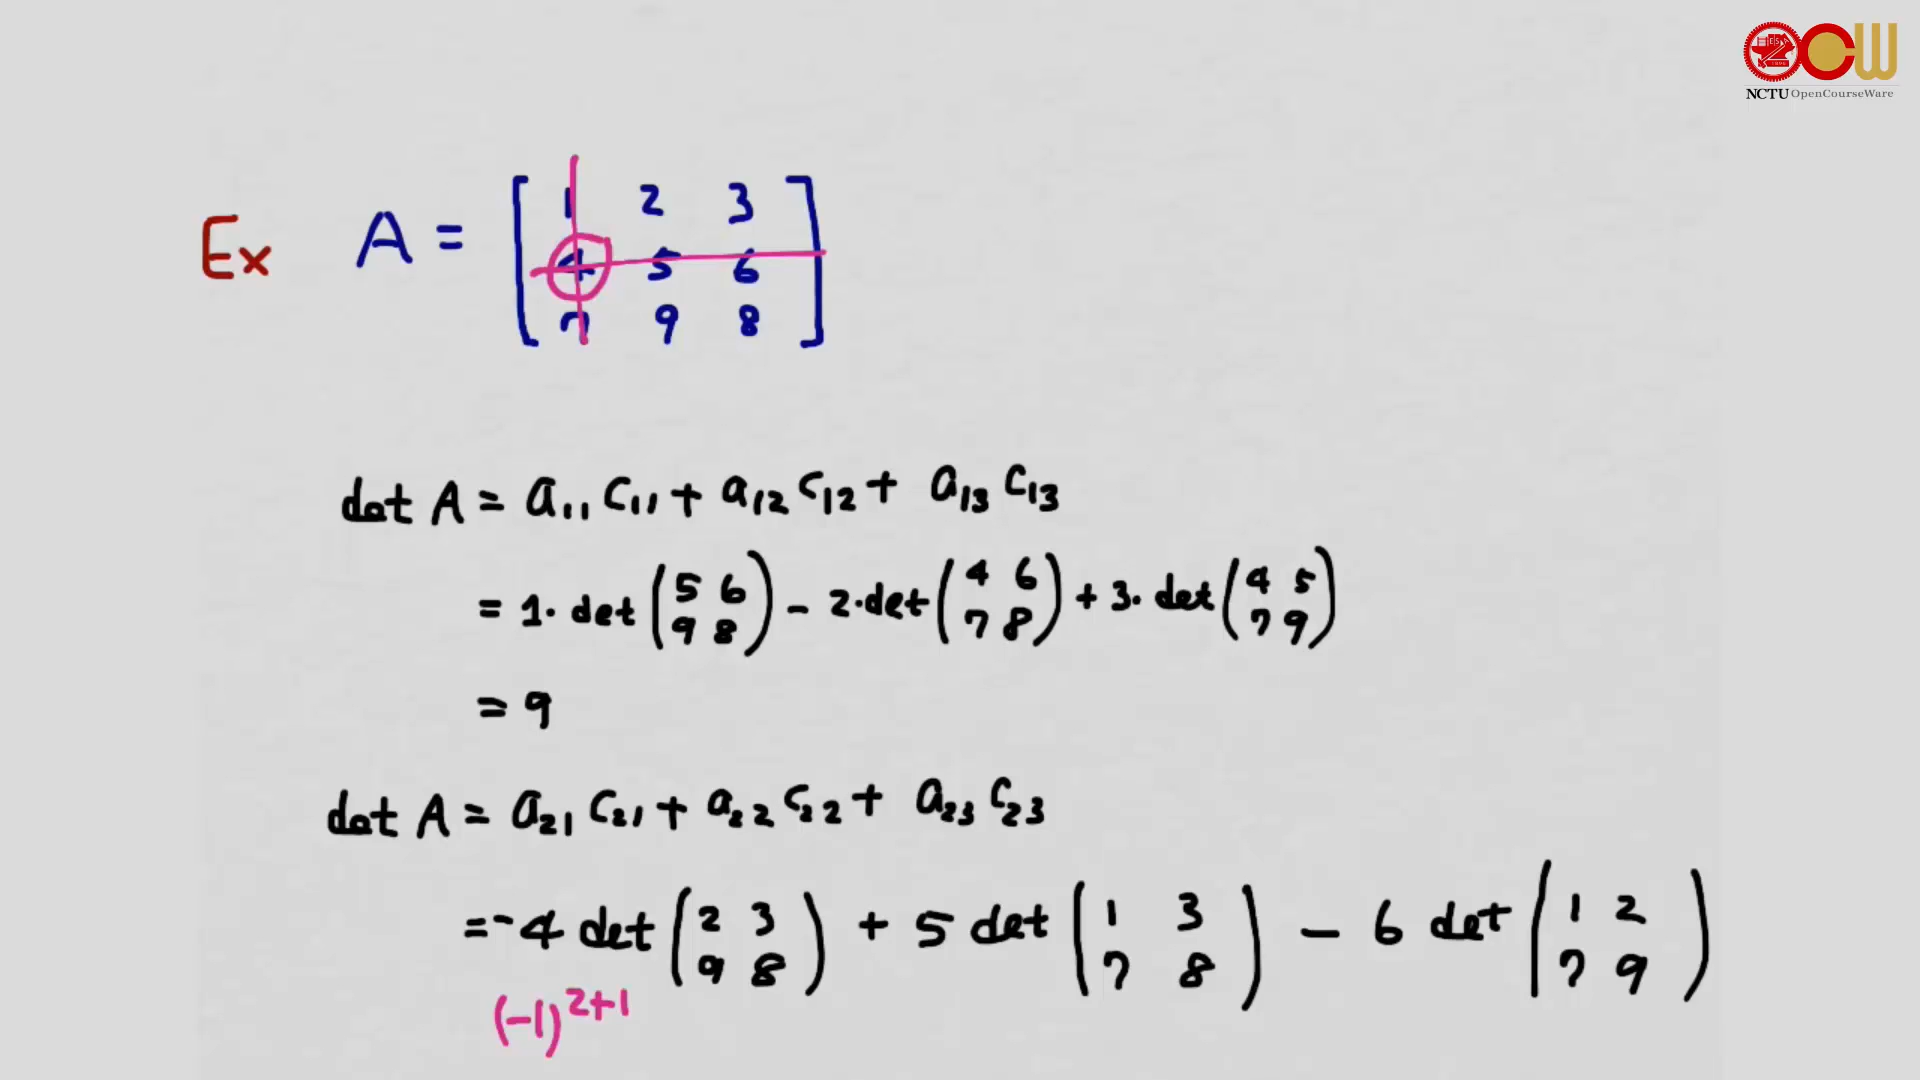 NCTU OpenCourseWare
Ex A = [ 1 2 3
4 5 6
7 9 8 ]
det A = a₁₁ c₁₁ + a₁₂ c₁₂ + a₁₃ c₁₃
= 1· det (5 6 / 9 8) - 2·det (4 6 / 7 8) + 3· det (4 5 / 7 9)
= 9
det A = a₂₁ c₂₁ + a₂₂ c₂₂ + a₂₃ c₂₃
= -4 det (2 3 / 9 8) + 5 det (1 3 / 7 8) - 6 det (1 2 / 7 9)
(-1)²⁺¹